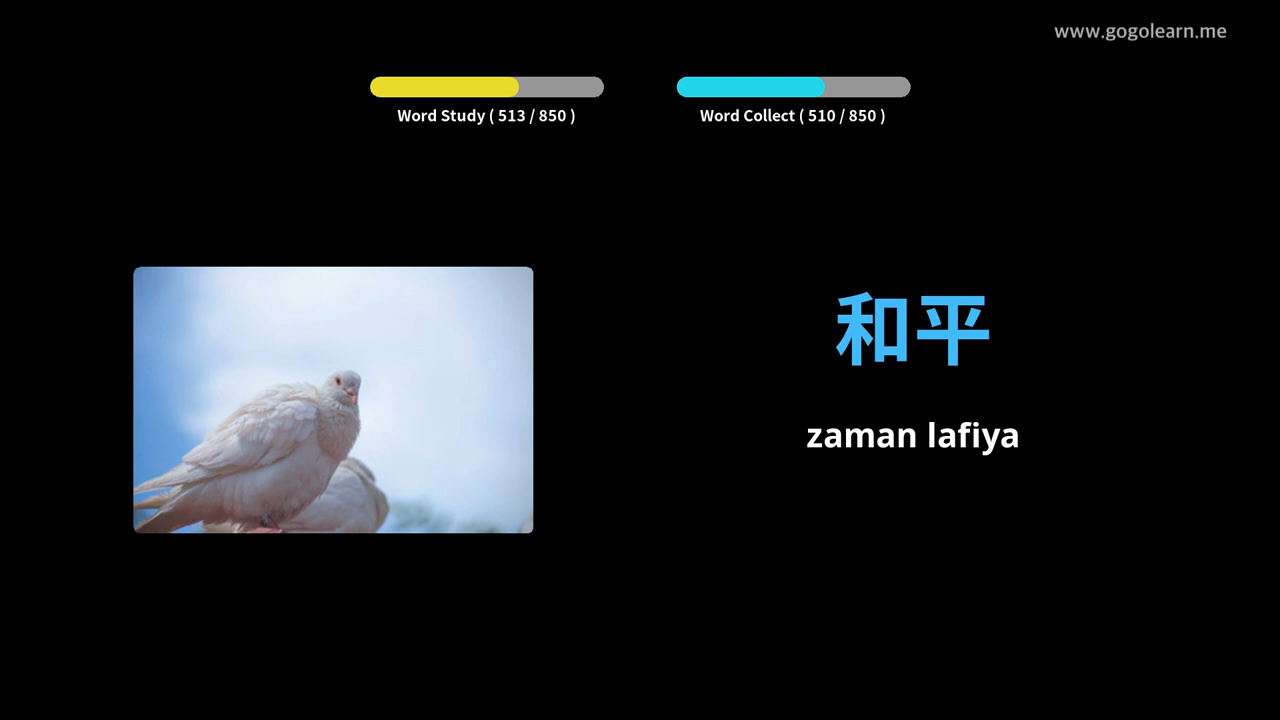 www.gogolearn.me
Word Study ( 513 / 850 )
Word Collect ( 510 / 850 )
和平
zaman lafiya